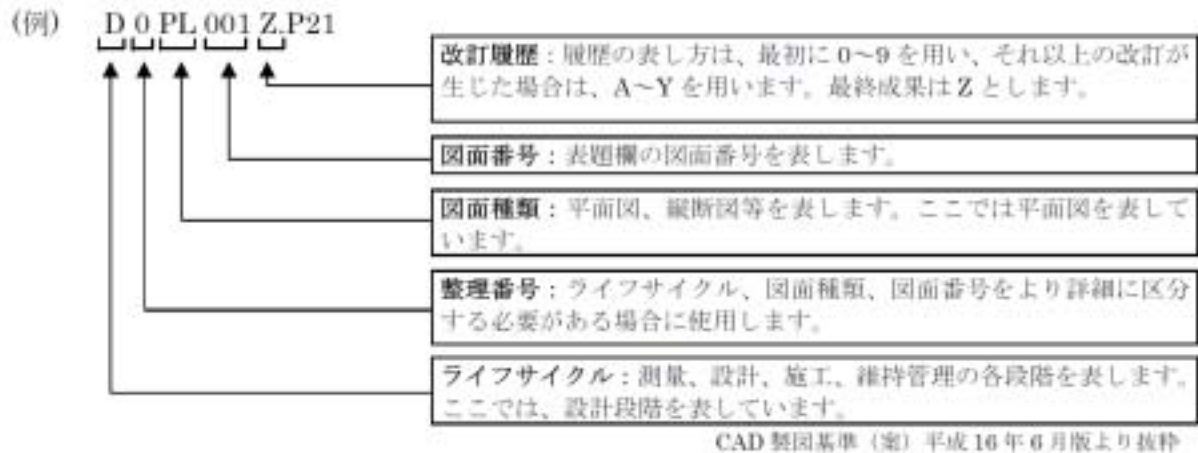 (例) D 0 PL 001 Z.P21
改訂履歴：履歴の表し方は、最初に 0～9 を用い、それ以上の改訂が
生じた場合は、A～Y を用います。最終成果は Z とします。
図面番号：表題欄の図面番号を表します。
図面種類：平面図、縦断図等を表します。ここでは平面図を表して
います。
整理番号：ライフサイクル、図面種類、図面番号をより詳細に区分
する必要がある場合に使用します。
ライフサイクル：測量、設計、施工、維持管理の各段階を表します。
ここでは、設計段階を表しています。
CAD 製図基準（案）平成 16 年 6 月版より抜粋